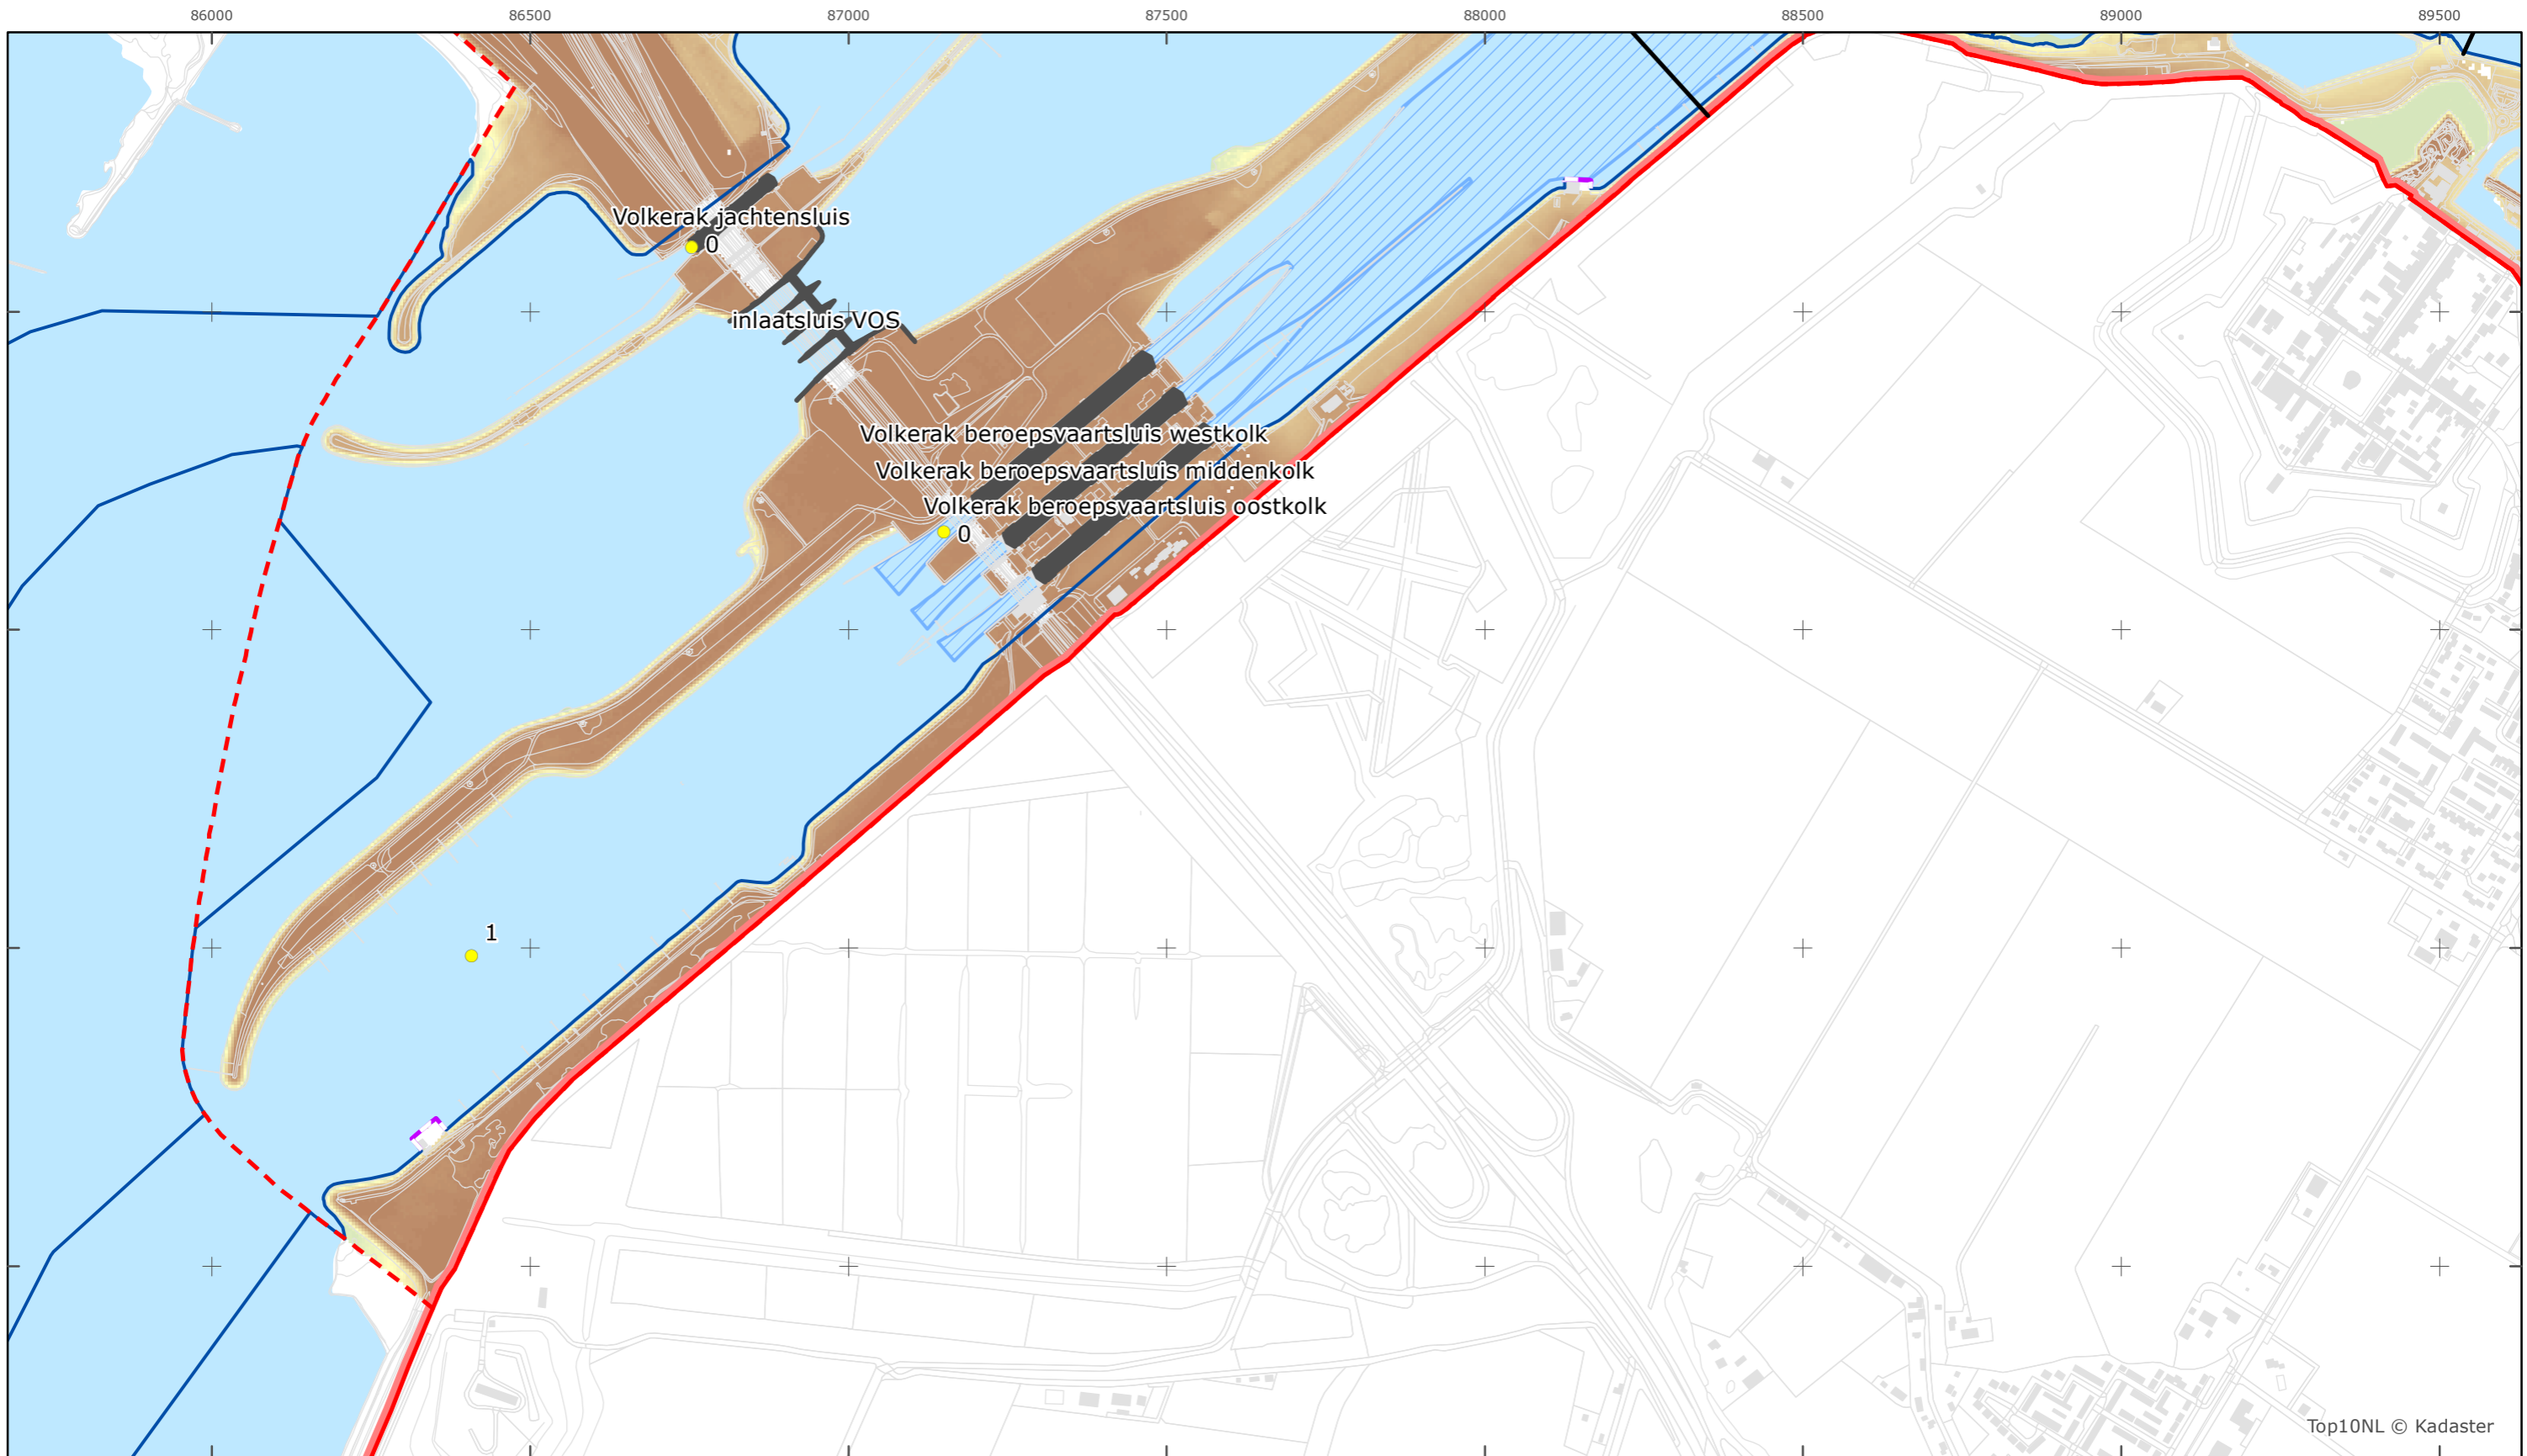 86000 86500 87000 87500 88000 88500 89000 89500
Volkerak jachtensluis
0
inlaatsluis VOS
Volkerak beroepsvaartsluis westkolk
Volkerak beroepsvaartsluis middenkolk
Volkerak beroepsvaartsluis oostkolk
0
1
Top10NL © Kadaster